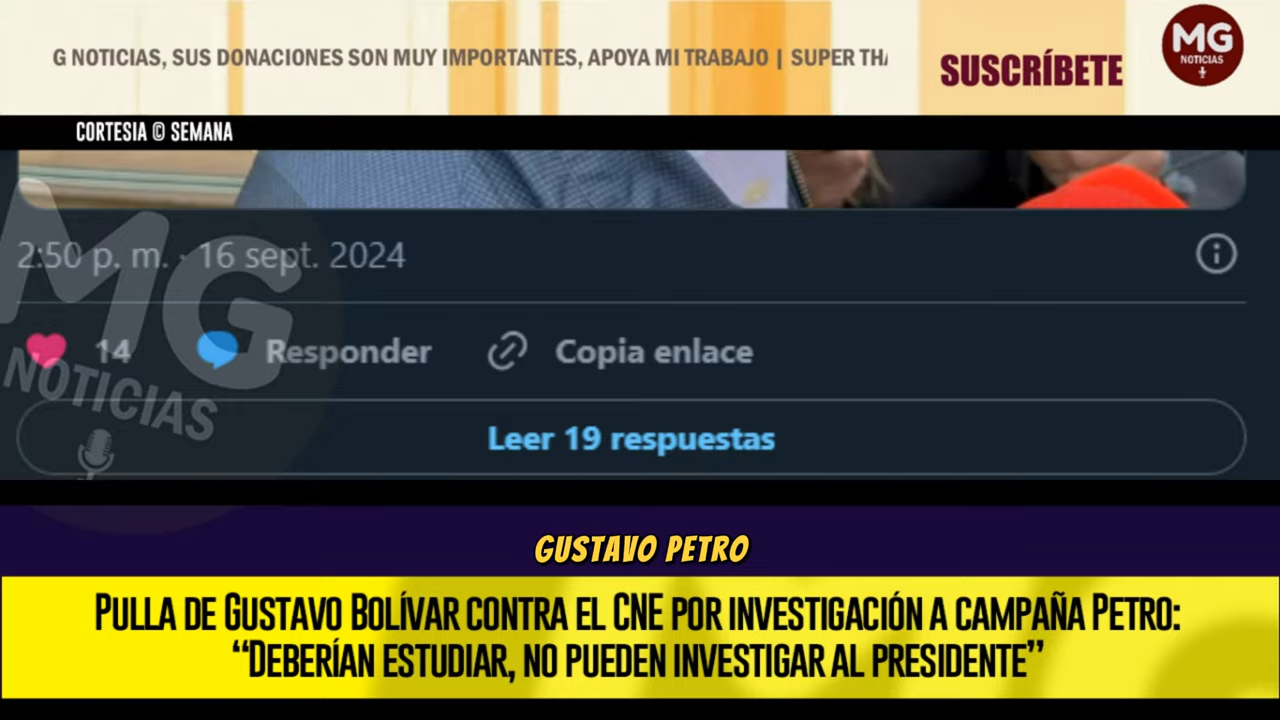 G NOTICIAS, SUS DONACIONES SON MUY IMPORTANTES, APOYA MI TRABAJO | SUPER THA
SUSCRÍBETE
MG
NOTICIAS
CORTESIA © SEMANA
2:50 p. m. · 16 sept. 2024
14 Responder Copia enlace
MG
NOTICIAS
Leer 19 respuestas
GUSTAVO PETRO
PULLA DE GUSTAVO BOLÍVAR CONTRA EL CNE POR INVESTIGACIÓN A CAMPAÑA PETRO:
“DEBERÍAN ESTUDIAR, NO PUEDEN INVESTIGAR AL PRESIDENTE”